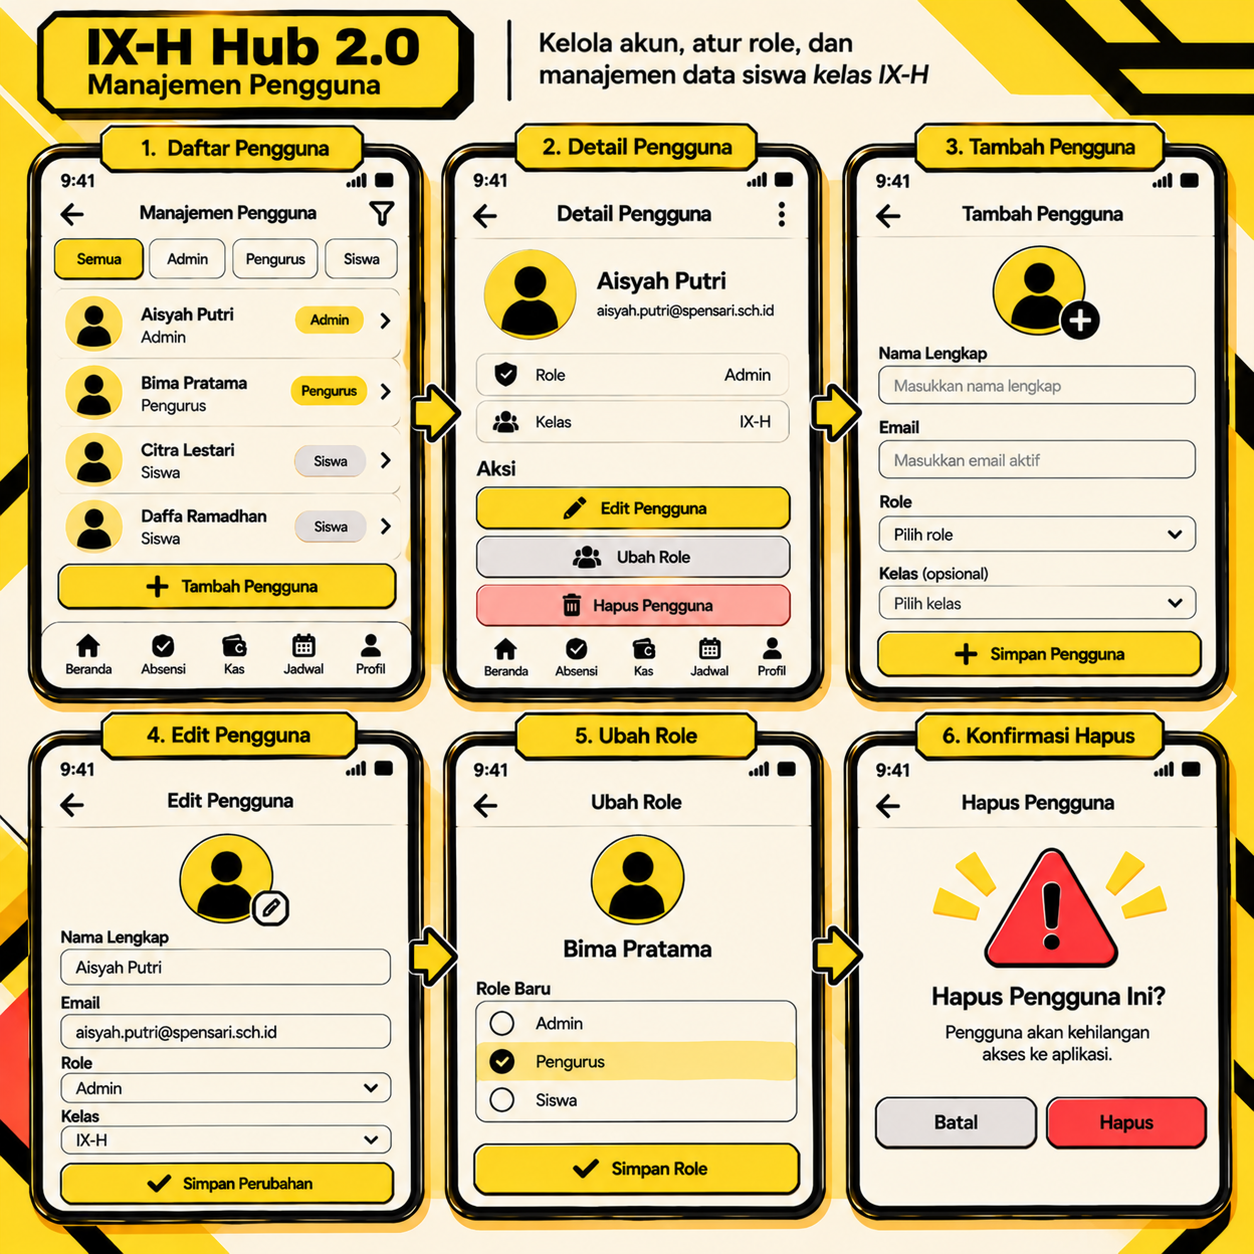 IX-H Hub 2.0
Manajemen Pengguna
Kelola akun, atur role, dan
manajemen data siswa kelas IX-H
1. Daftar Pengguna
9:41
Manajemen Pengguna
Semua
Admin
Pengurus
Siswa
Aisyah Putri
Admin
Admin
Bima Pratama
Pengurus
Pengurus
Citra Lestari
Siswa
Siswa
Daffa Ramadhan
Siswa
Siswa
Tambah Pengguna
Beranda
Absensi
Kas
Jadwal
Profil
2. Detail Pengguna
9:41
Detail Pengguna
Aisyah Putri
aisyah.putri@spensari.sch.id
Role
Admin
Kelas
IX-H
Aksi
Edit Pengguna
Ubah Role
Hapus Pengguna
Beranda
Absensi
Kas
Jadwal
Profil
3. Tambah Pengguna
9:41
Tambah Pengguna
Nama Lengkap
Masukkan nama lengkap
Email
Masukkan email aktif
Role
Pilih role
Kelas (opsional)
Pilih kelas
Simpan Pengguna
4. Edit Pengguna
9:41
Edit Pengguna
Nama Lengkap
Aisyah Putri
Email
aisyah.putri@spensari.sch.id
Role
Admin
Kelas
IX-H
Simpan Perubahan
5. Ubah Role
9:41
Ubah Role
Bima Pratama
Role Baru
Admin
Pengurus
Siswa
Simpan Role
6. Konfirmasi Hapus
9:41
Hapus Pengguna
Hapus Pengguna Ini?
Pengguna akan kehilangan
akses ke aplikasi.
Batal
Hapus